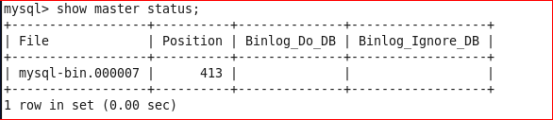 mysql> show master status;
+------------------+----------+--------------+------------------+
| File             | Position | Binlog_Do_DB | Binlog_Ignore_DB |
+------------------+----------+--------------+------------------+
| mysql-bin.000007 |      413 |              |                  |
+------------------+----------+--------------+------------------+
1 row in set (0.00 sec)